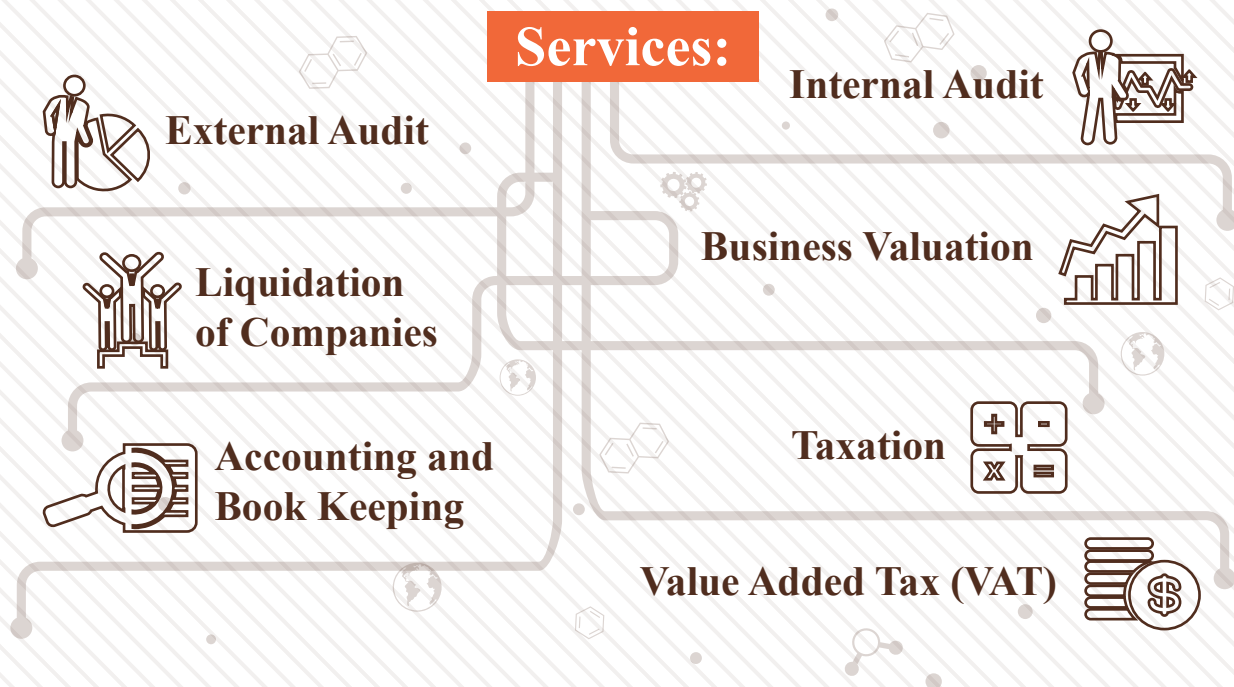 Services:
External Audit
Internal Audit
Liquidation
of Companies
Business Valuation
Accounting and
Book Keeping
Taxation
+ -
x =
Value Added Tax (VAT)
$